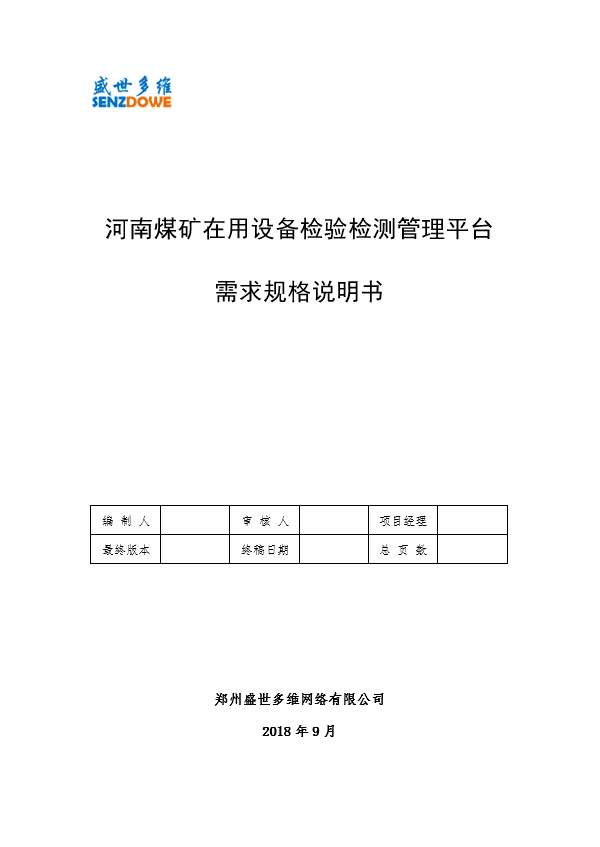 盛世多维
SENZDOWE
河南煤矿在用设备检验检测管理平台
需求规格说明书
编 制 人 审 核 人 项目经理
最终版本 终稿日期 总 页 数
郑州盛世多维网络有限公司
2018 年 9 月